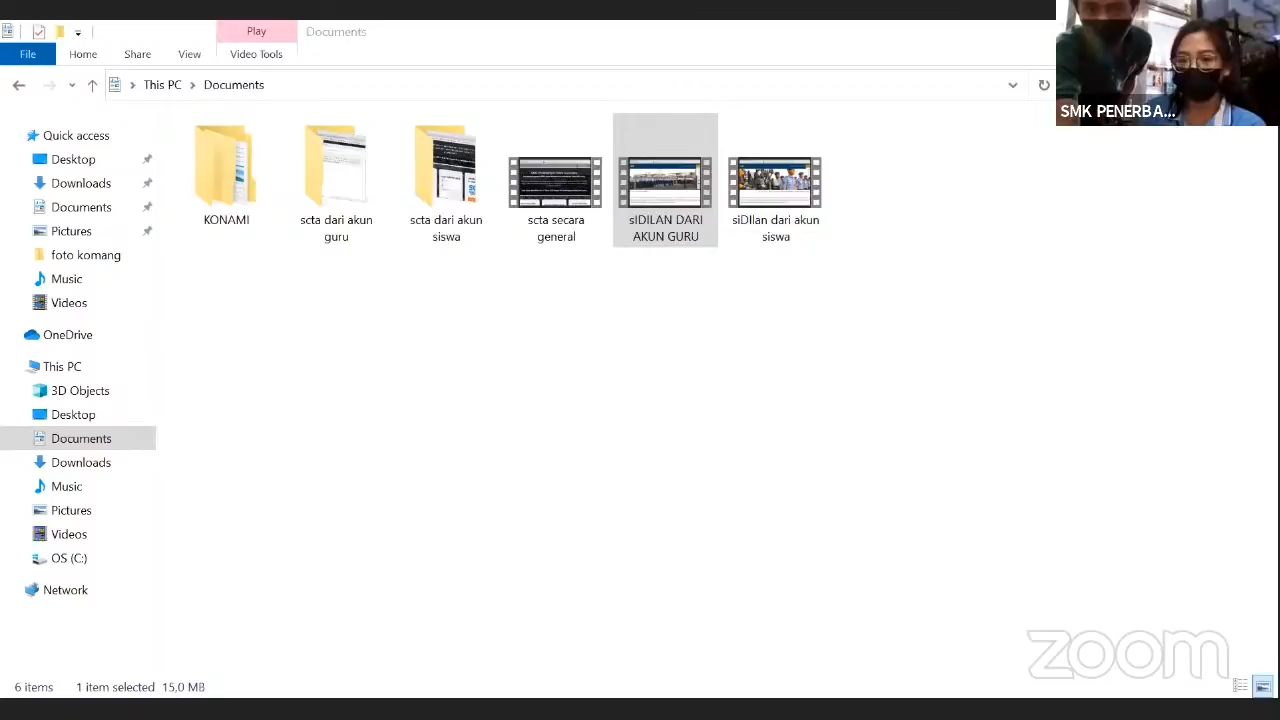 Play
Documents
File
Home
Share
View
Video Tools
This PC
Documents
SMK PENERBA...
Quick access
Desktop
Downloads
Documents
Pictures
foto komang
Music
Videos
OneDrive
This PC
3D Objects
Desktop
Documents
Downloads
Music
Pictures
Videos
OS (C:)
Network
KONAMI
scta dari akun
guru
scta dari akun
siswa
scta secara
general
sIDILAN DARI
AKUN GURU
siDIlan dari akun
siswa
zoom
6 items
1 item selected
15,0 MB